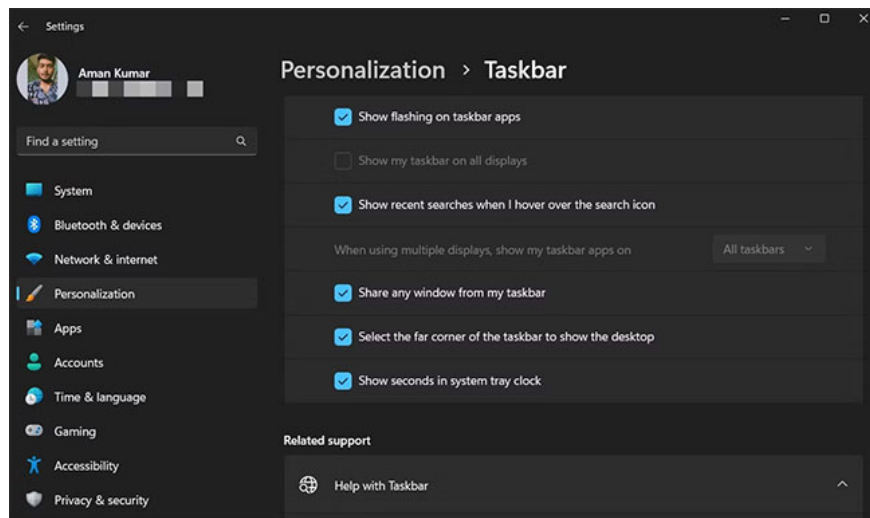 Settings
Aman Kumar
Find a setting
System
Bluetooth & devices
Network & internet
Personalization
Apps
Accounts
Time & language
Gaming
Accessibility
Privacy & security
Personalization > Taskbar
Show flashing on taskbar apps
Show my taskbar on all displays
Show recent searches when I hover over the search icon
When using multiple displays, show my taskbar apps on
All taskbars
Share any window from my taskbar
Select the far corner of the taskbar to show the desktop
Show seconds in system tray clock
Related support
Help with Taskbar